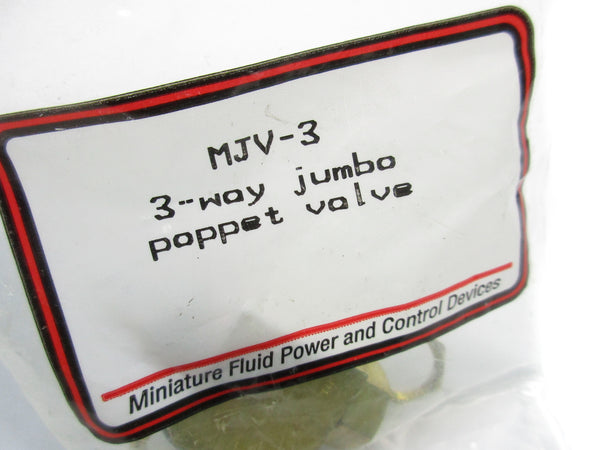 MJV-3
3-way jumbo
poppet valve
Miniature Fluid Power and Control Devices